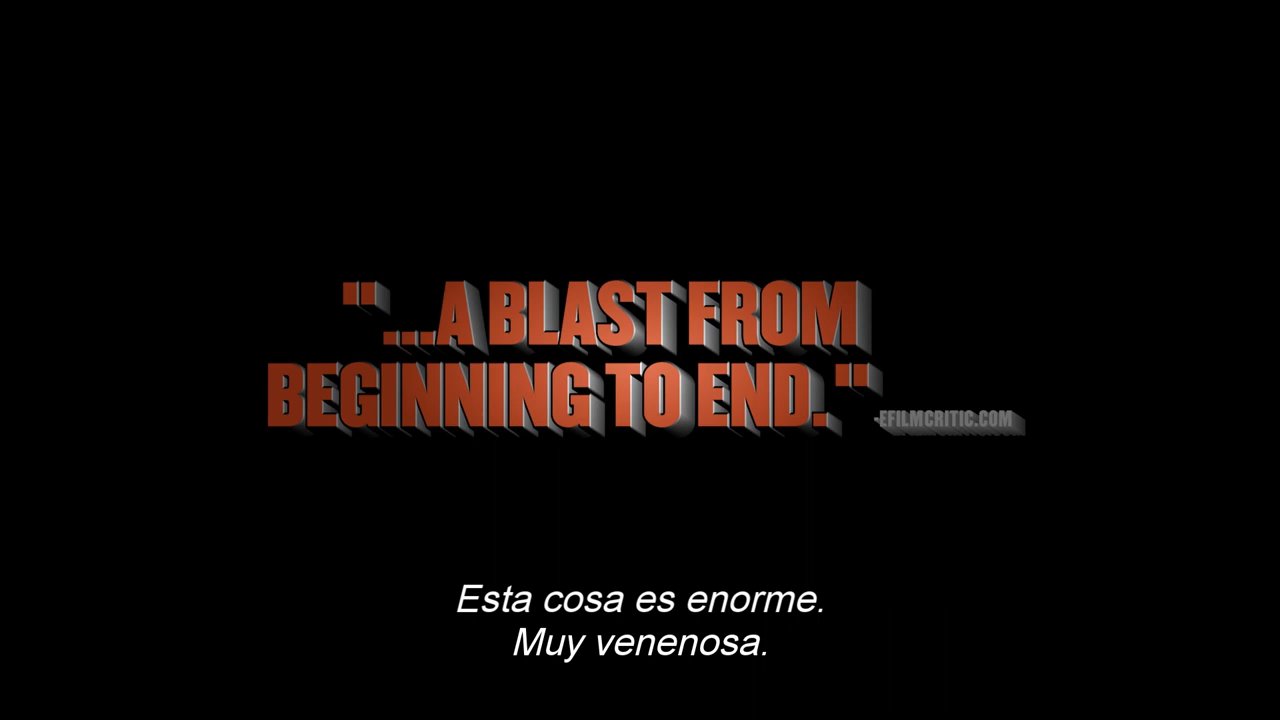 "...A BLAST FROM
BEGINNING TO END."
-EFILMCRITIC.COM
Esta cosa es enorme.
Muy venenosa.